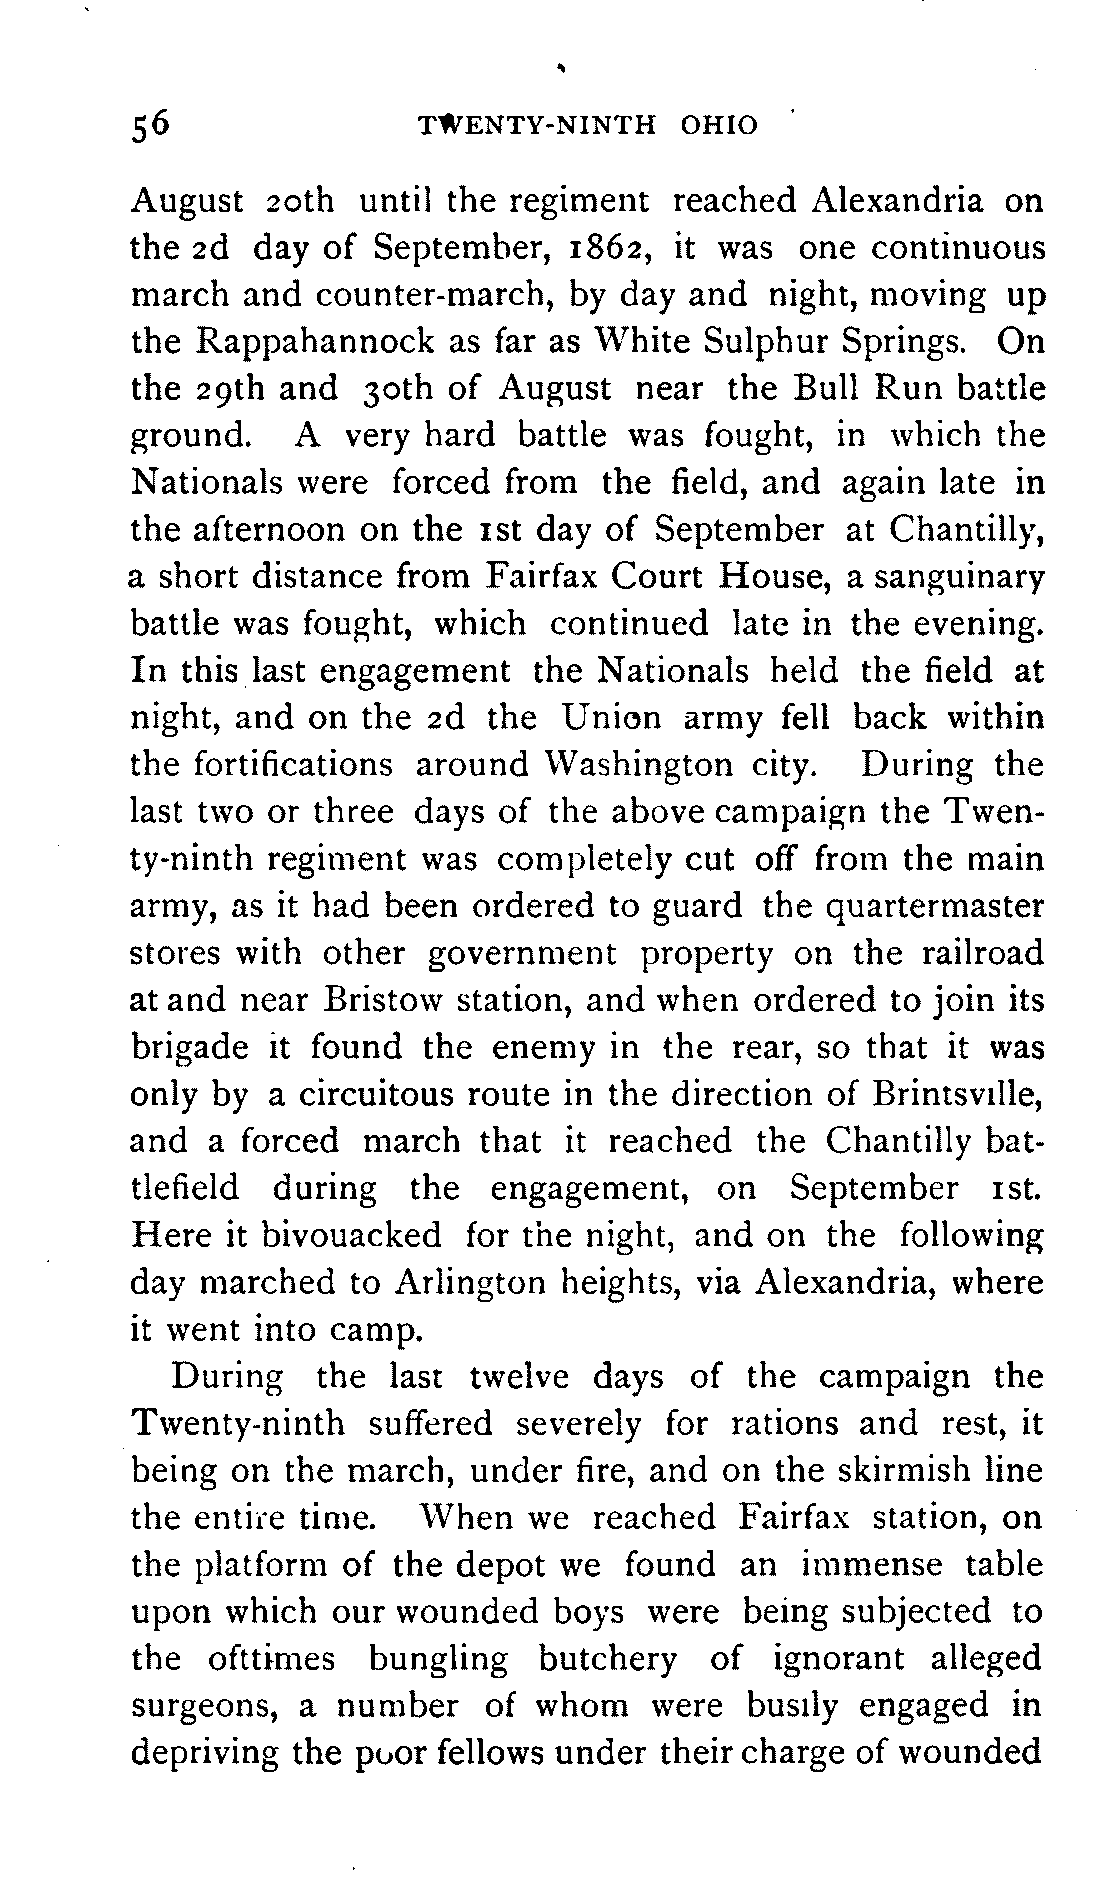 56 TWENTY-NINTH OHIO
August 20th until the regiment reached Alexandria on
the 2d day of September, 1862, it was one continuous
march and counter-march, by day and night, moving up
the Rappahannock as far as White Sulphur Springs. On
the 29th and 30th of August near the Bull Run battle
ground. A very hard battle was fought, in which the
Nationals were forced from the field, and again late in
the afternoon on the 1st day of September at Chantilly,
a short distance from Fairfax Court House, a sanguinary
battle was fought, which continued late in the evening.
In this last engagement the Nationals held the field at
night, and on the 2d the Union army fell back within
the fortifications around Washington city. During the
last two or three days of the above campaign the Twen-
ty-ninth regiment was completely cut off from the main
army, as it had been ordered to guard the quartermaster
stores with other government property on the railroad
at and near Bristow station, and when ordered to join its
brigade it found the enemy in the rear, so that it was
only by a circuitous route in the direction of Brintsville,
and a forced march that it reached the Chantilly bat-
tlefield during the engagement, on September 1st.
Here it bivouacked for the night, and on the following
day marched to Arlington heights, via Alexandria, where
it went into camp.
During the last twelve days of the campaign the
Twenty-ninth suffered severely for rations and rest, it
being on the march, under fire, and on the skirmish line
the entire time. When we reached Fairfax station, on
the platform of the depot we found an immense table
upon which our wounded boys were being subjected to
the ofttimes bungling butchery of ignorant alleged
surgeons, a number of whom were busily engaged in
depriving the poor fellows under their charge of wounded